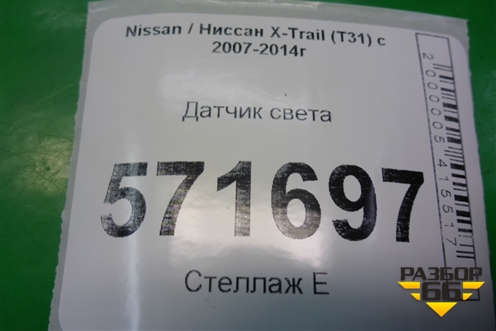 Nissan / Ниссан X-Trail (T31) с
2007-2014г
Датчик света
571697
Стеллаж Е
2000005415517
РАЗБОР
66